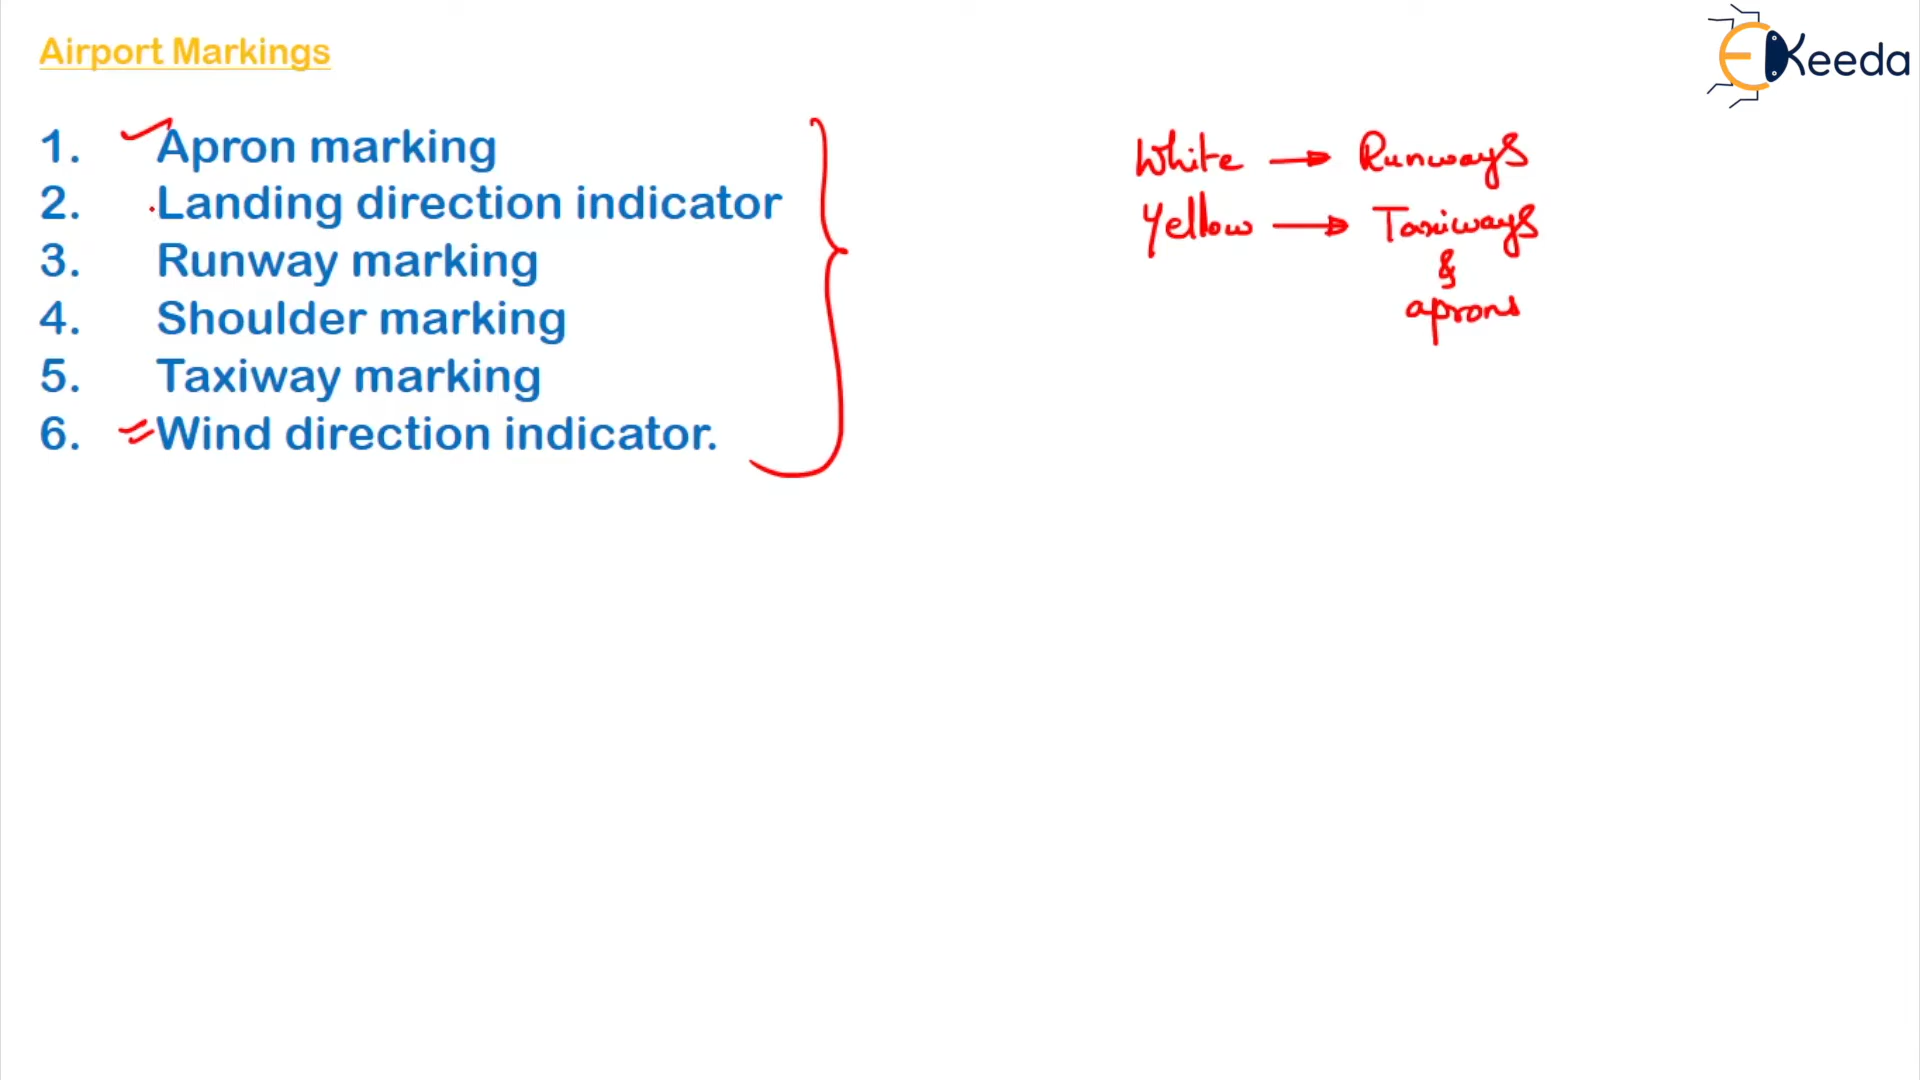 Airport Markings
EKeeda
1. Apron marking
2. Landing direction indicator
3. Runway marking
4. Shoulder marking
5. Taxiway marking
6. Wind direction indicator.
White → Runways
Yellow → Taxiways
&
aprons